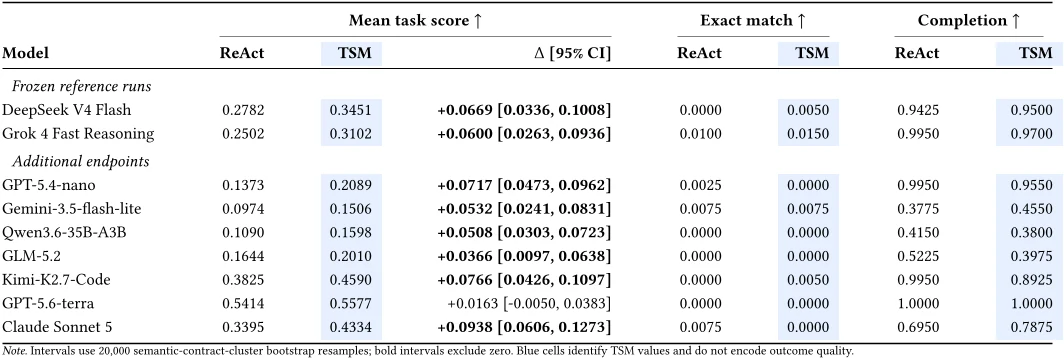 Mean task score ↑ Exact match ↑ Completion ↑
Model ReAct TSM Δ [95% CI] ReAct TSM ReAct TSM
Frozen reference runs
DeepSeek V4 Flash 0.2782 0.3451 +0.0669 [0.0336, 0.1008] 0.0000 0.0050 0.9425 0.9500
Grok 4 Fast Reasoning 0.2502 0.3102 +0.0600 [0.0263, 0.0936] 0.0100 0.0150 0.9950 0.9700
Additional endpoints
GPT-5.4-nano 0.1373 0.2089 +0.0717 [0.0473, 0.0962] 0.0025 0.0000 0.9950 0.9550
Gemini-3.5-flash-lite 0.0974 0.1506 +0.0532 [0.0241, 0.0831] 0.0075 0.0075 0.3775 0.4550
Qwen3.6-35B-A3B 0.1090 0.1598 +0.0508 [0.0303, 0.0723] 0.0000 0.0000 0.4150 0.3800
GLM-5.2 0.1644 0.2010 +0.0366 [0.0097, 0.0638] 0.0000 0.0000 0.5225 0.3975
Kimi-K2.7-Code 0.3825 0.4590 +0.0766 [0.0426, 0.1097] 0.0000 0.0050 0.9950 0.8925
GPT-5.6-terra 0.5414 0.5577 +0.0163 [-0.0050, 0.0383] 0.0000 0.0000 1.0000 1.0000
Claude Sonnet 5 0.3395 0.4334 +0.0938 [0.0606, 0.1273] 0.0075 0.0000 0.6950 0.7875
Note. Intervals use 20,000 semantic-contract-cluster bootstrap resamples; bold intervals exclude zero. Blue cells identify TSM values and do not encode outcome quality.